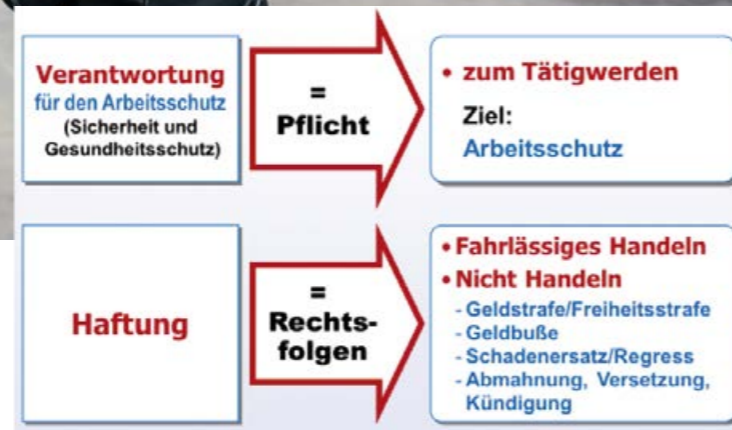 Verantwortung
für den Arbeitsschutz
(Sicherheit und
Gesundheitsschutz)
=
Pflicht
• zum Tätigwerden
Ziel:
Arbeitsschutz
Haftung
=
Rechts-
folgen
• Fahrlässiges Handeln
• Nicht Handeln
- Geldstrafe/Freiheitsstrafe
- Geldbuße
- Schadenersatz/Regress
- Abmahnung, Versetzung,
Kündigung